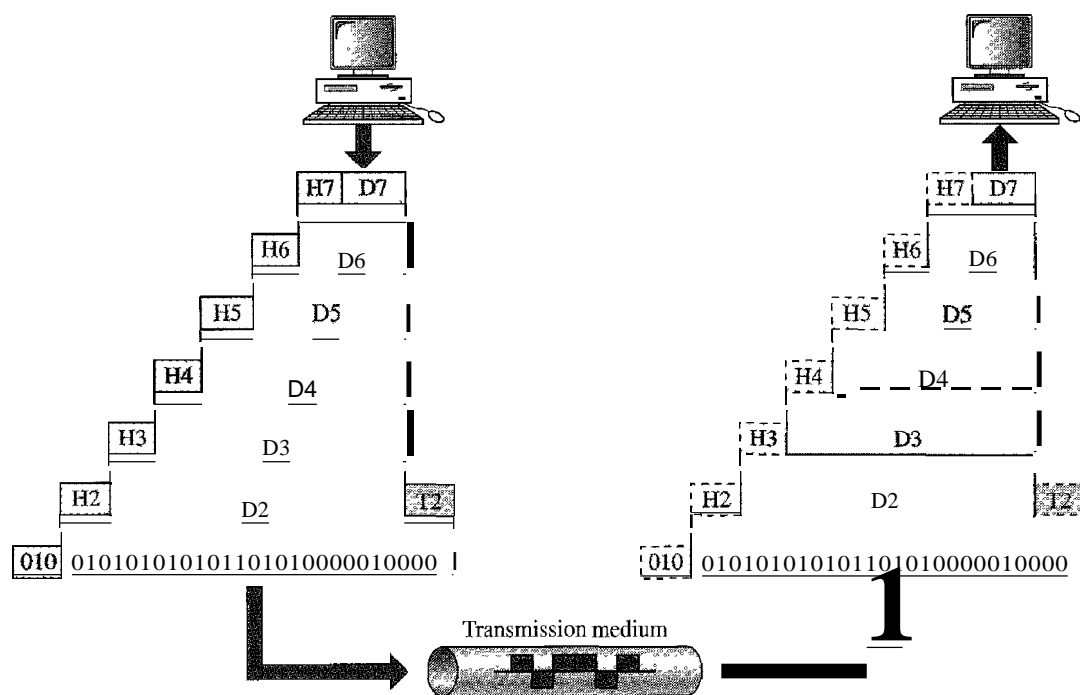 H7 D7
H6 D6
H5 D5
H4 D4
H3 D3
H2 D2 T2
010 010101010101101010000010000
H7 D7
H6 D6
H5 D5
H4 D4
H3 D3
H2 D2 T2
010 010101010101101010000010000
1
Transmission medium